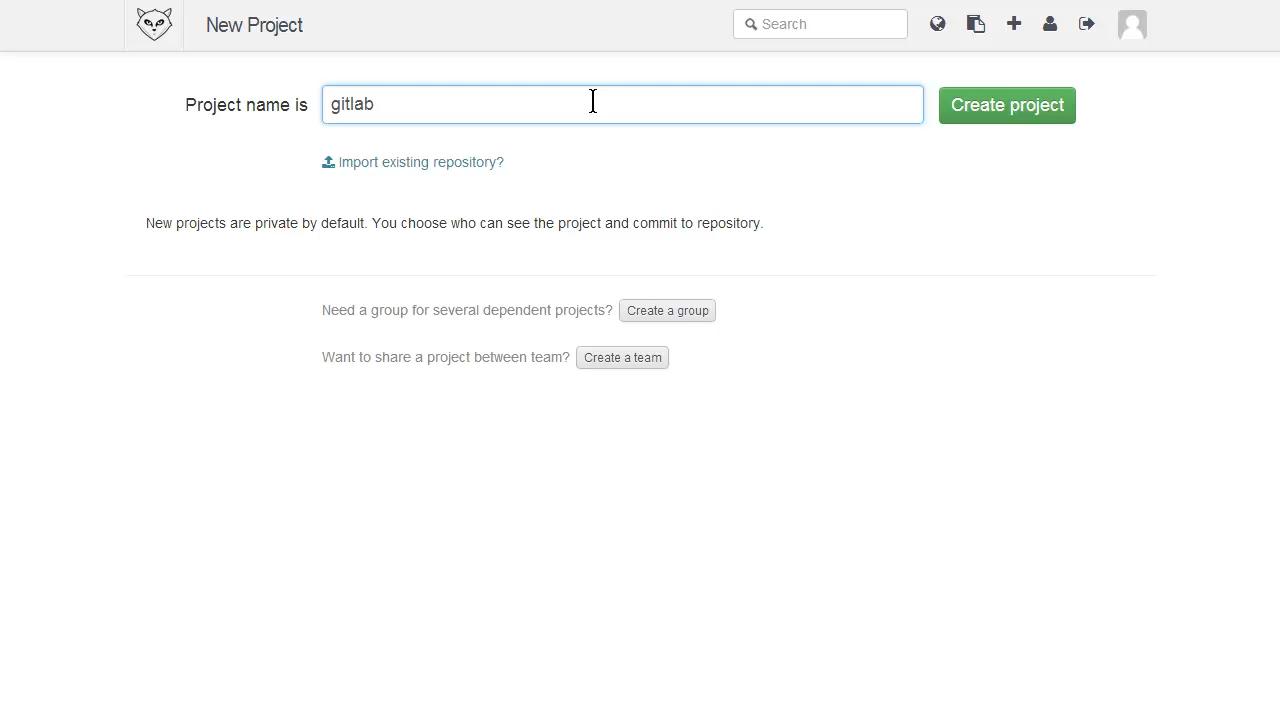 New Project
Search
Project name is
gitlab
Create project
Import existing repository?
New projects are private by default. You choose who can see the project and commit to repository.
Need a group for several dependent projects? Create a group
Want to share a project between team? Create a team